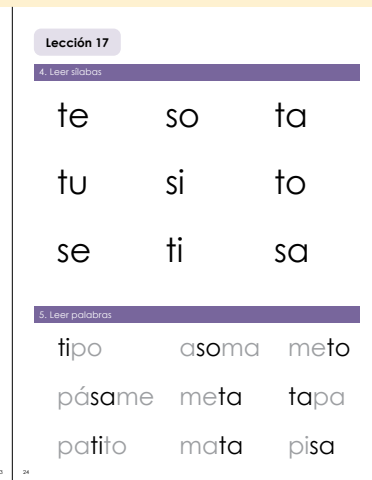 Lección 17
4. Leer sílabas
te so ta
tu si to
se ti sa
5. Leer palabras
tipo asoma meto
pásame meta tapa
patito mata pisa
3 24